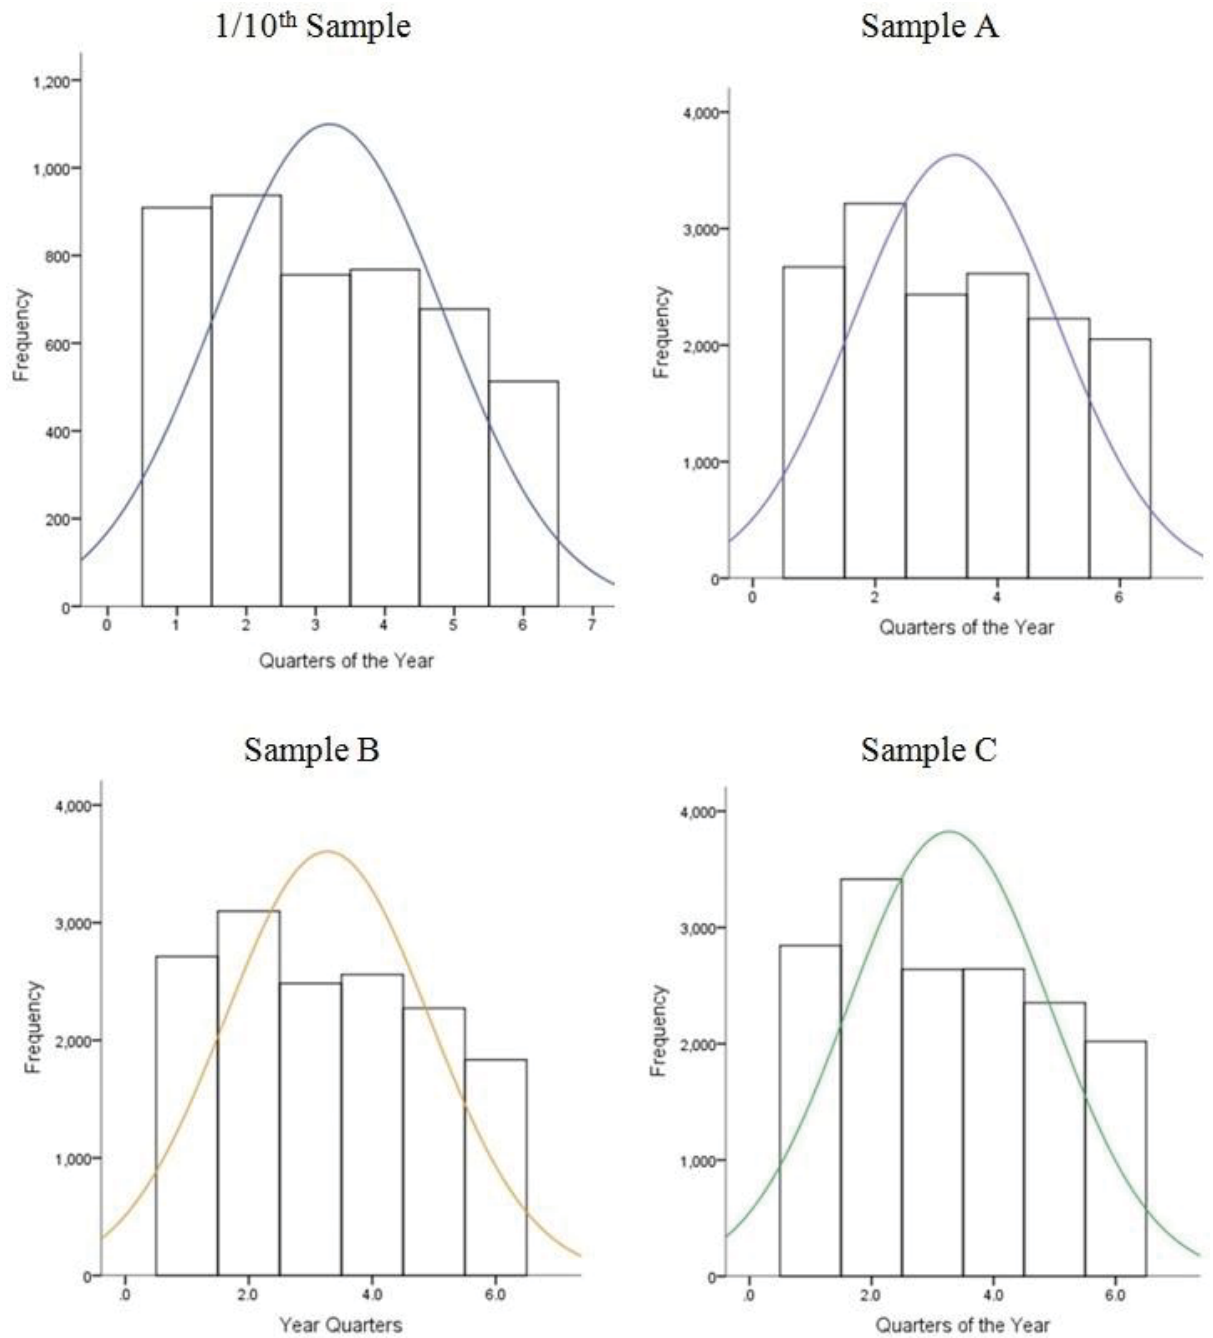 1/10th Sample
1,200
1,000
800
600
400
200
0
Frequency
0 1 2 3 4 5 6 7
Quarters of the Year
Sample A
4,000
3,000
2,000
1,000
0
Frequency
0 2 4 6
Quarters of the Year
Sample B
4,000
3,000
2,000
1,000
0
Frequency
.0 2.0 4.0 6.0
Year Quarters
Sample C
4,000
3,000
2,000
1,000
0
Frequency
.0 2.0 4.0 6.0
Quarters of the Year